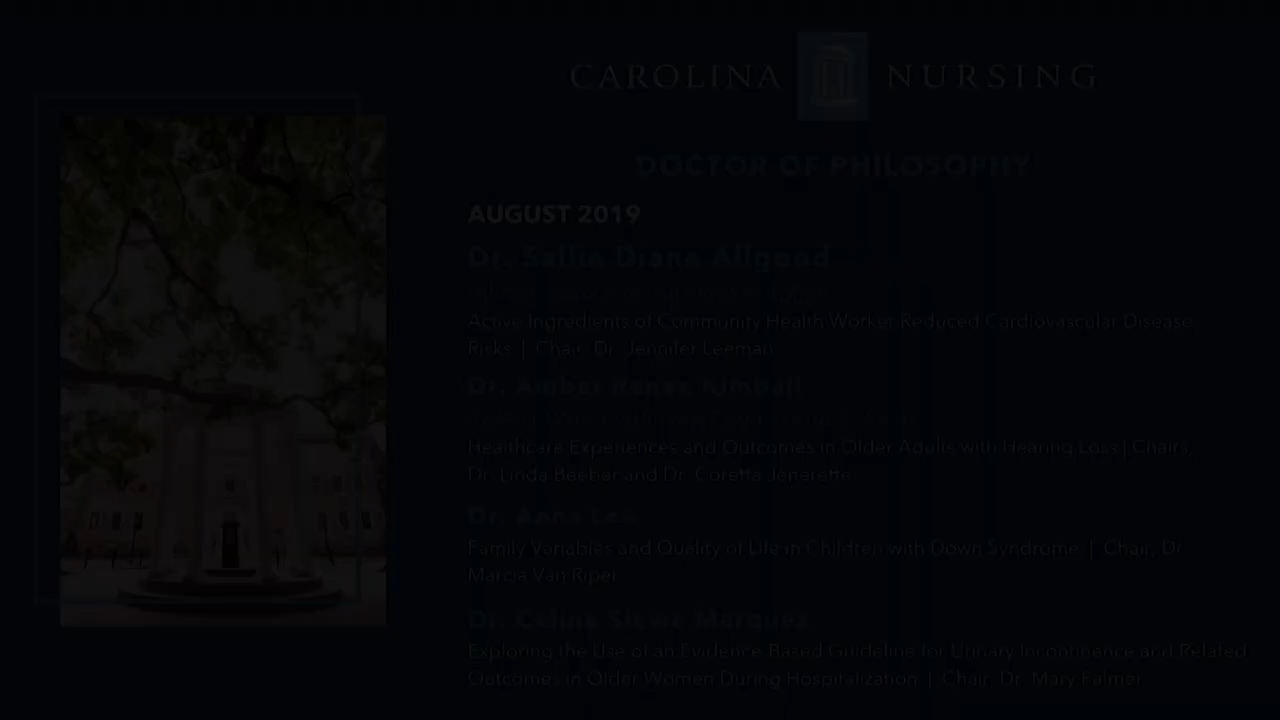 CAROLINA NURSING
DOCTOR OF PHILOSOPHY
AUGUST 2019
Dr. Sallie Diane Allgood
Active Ingredients of Community Health Worker Reduced Cardiovascular Disease
Risks | Chair, Dr. Jennifer Leeman
Dr. Amber Renee Kimball
Healthcare Experiences and Outcomes in Older Adults with Hearing Loss | Chairs,
Dr. Linda Beeber and Dr. Coretta Jenerette
Dr. Anna Lee
Family Variables and Quality of Life in Children with Down Syndrome | Chair, Dr.
Marcia Van Riper
Dr. Celina Marquez
Exploring the Use of an Evidence Based Guideline for Urinary Incontinence and Related
Outcomes in Older Women During Hospitalization | Chair, Dr. Mary Palmer